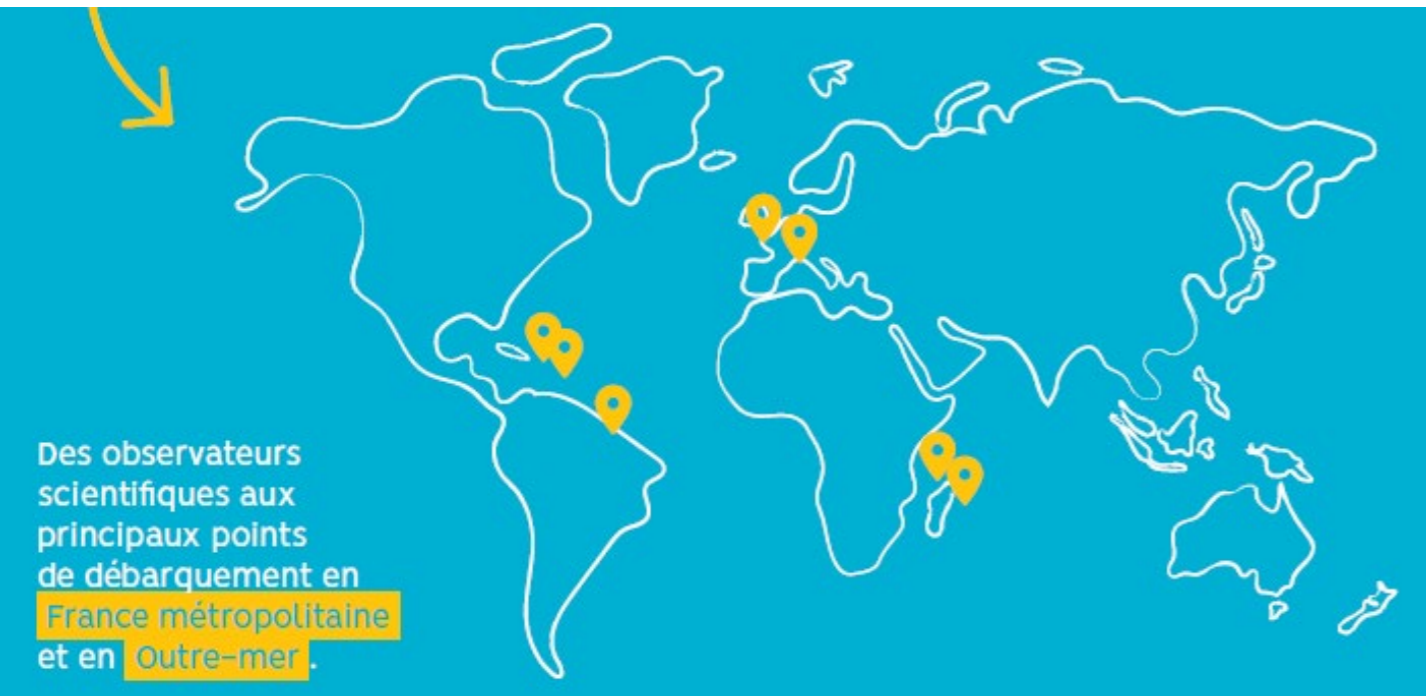 Des observateurs
scientifiques aux
principaux points
de débarquement en
France métropolitaine
et en Outre-mer.